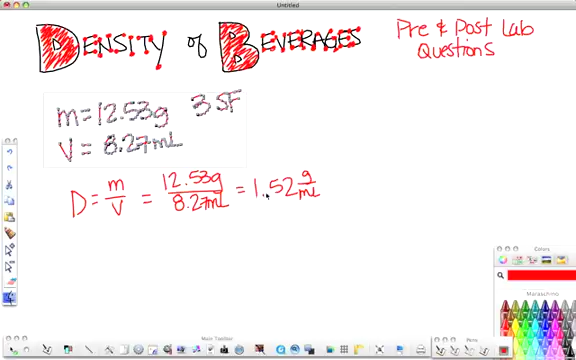 Untitled
DENSITY of BEVERAGES
Pre & Post Lab
Questions
m=12.53g 3 SF
V = 8.27mL
D = m/V = 12.53g/8.27mL = 1.52 g/mL
Colors
Maraschino
Main Toolbar
Pens